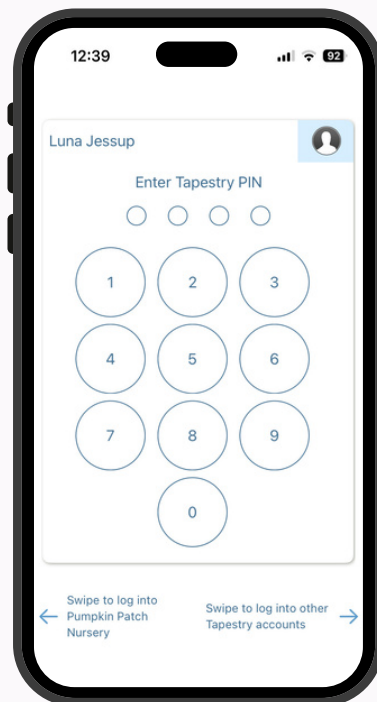 12:39
92
Luna Jessup
Enter Tapestry PIN
1 2 3
4 5 6
7 8 9
0
Swipe to log into
Pumpkin Patch
Nursery
Swipe to log into other
Tapestry accounts